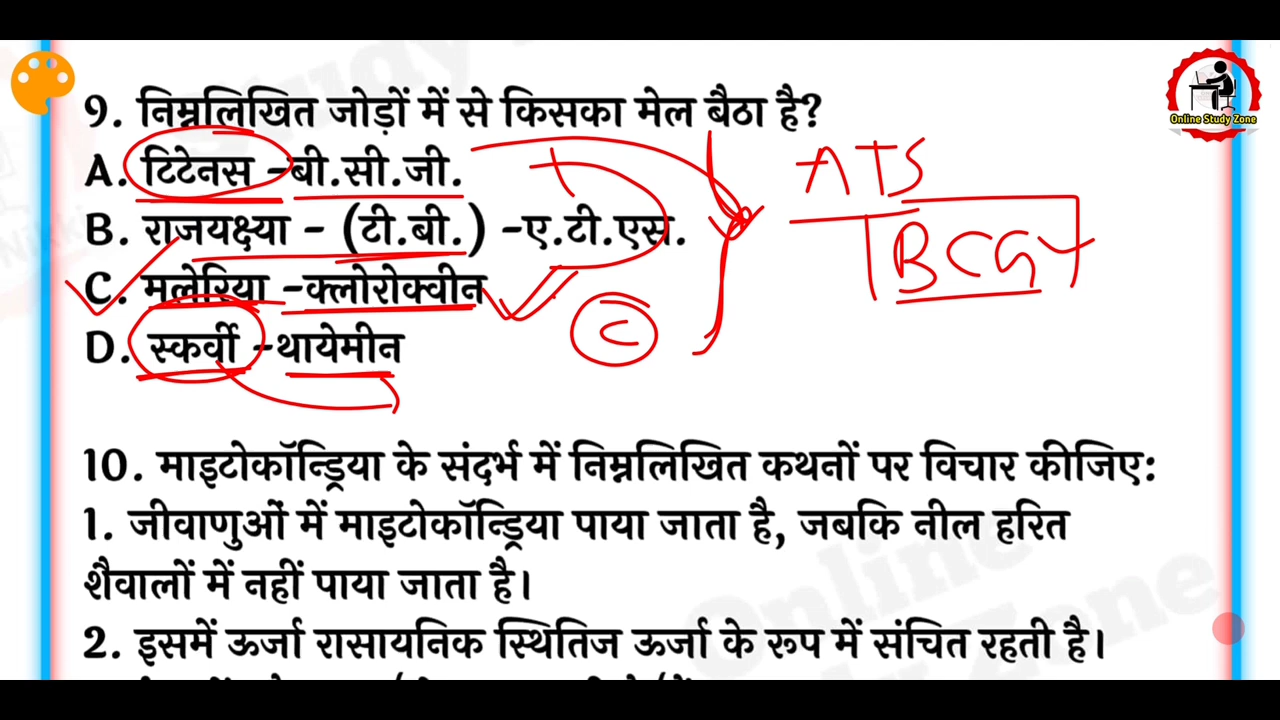 9. निम्नलिखित जोड़ों में से किसका मेल बैठा है?
A. टिटेनस -बी.सी.जी.
B. राजयक्ष्या - (टी.बी.) -ए.टी.एस.
C. मलेरिया -क्लोरोक्वीन
D. स्कर्वी -थायेमीन
ATS
BCG
C
Online Study Zone
10. माइटोकॉन्ड्रिया के संदर्भ में निम्नलिखित कथनों पर विचार कीजिए:
1. जीवाणुओं में माइटोकॉन्ड्रिया पाया जाता है, जबकि नील हरित
शैवालों में नहीं पाया जाता है।
2. इसमें ऊर्जा रासायनिक स्थितिज ऊर्जा के रूप में संचित रहती है।